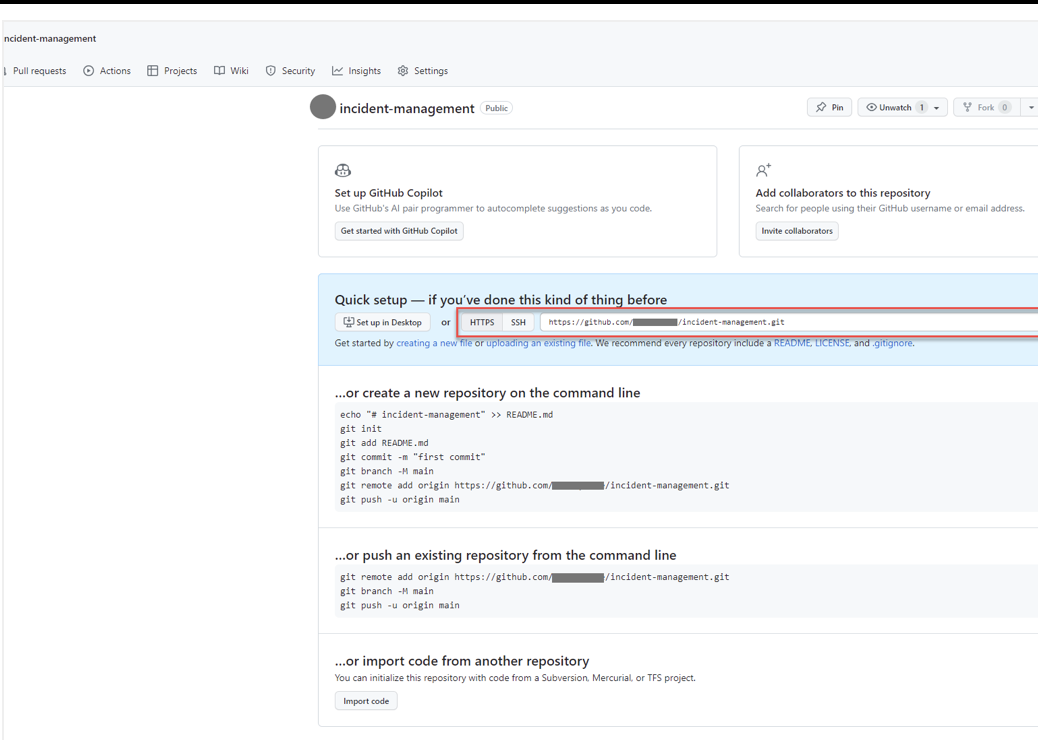 ncident-management
Pull requests Actions Projects Wiki Security Insights Settings
incident-management Public Pin Unwatch 1 Fork 0
Set up GitHub Copilot
Use GitHub's AI pair programmer to autocomplete suggestions as you code.
Get started with GitHub Copilot
Add collaborators to this repository
Search for people using their GitHub username or email address.
Invite collaborators
Quick setup — if you've done this kind of thing before
Set up in Desktop or HTTPS SSH https://github.com/ /incident-management.git
Get started by creating a new file or uploading an existing file. We recommend every repository include a README, LICENSE, and .gitignore.
…or create a new repository on the command line
echo "# incident-management" >> README.md
git init
git add README.md
git commit -m "first commit"
git branch -M main
git remote add origin https://github.com/ /incident-management.git
git push -u origin main
…or push an existing repository from the command line
git remote add origin https://github.com/ /incident-management.git
git branch -M main
git push -u origin main
…or import code from another repository
You can initialize this repository with code from a Subversion, Mercurial, or TFS project.
Import code